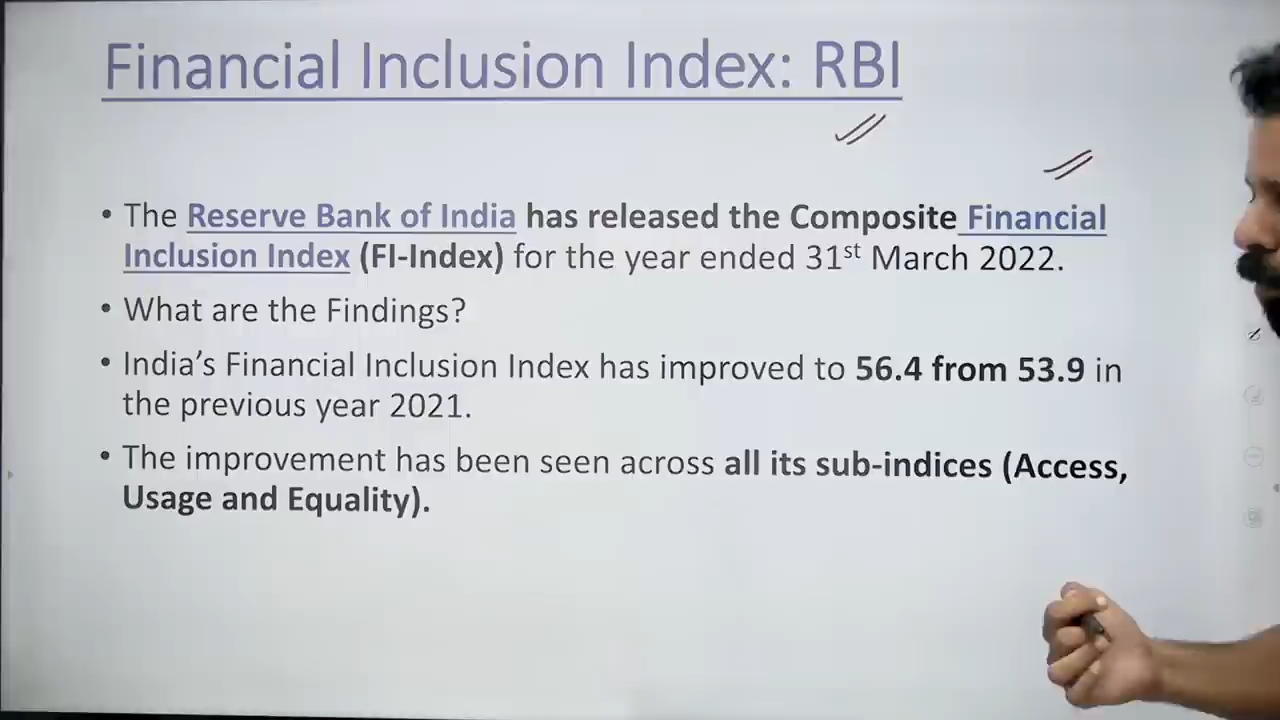 Financial Inclusion Index: RBI
• The Reserve Bank of India has released the Composite Financial
Inclusion Index (FI-Index) for the year ended 31st March 2022.
• What are the Findings?
• India’s Financial Inclusion Index has improved to 56.4 from 53.9 in
the previous year 2021.
• The improvement has been seen across all its sub-indices (Access,
Usage and Equality).